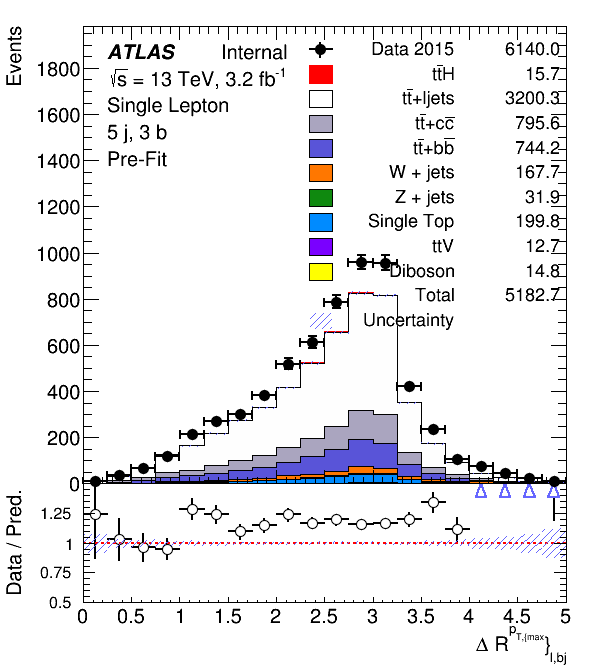 Events
ATLAS Internal
√s = 13 TeV, 3.2 fb-1
Single Lepton
5 j, 3 b
Pre-Fit
Data 2015 6140.0
tt̄H 15.7
tt̄+ljets 3200.3
tt̄+cc̄ 795.6
tt̄+bb̄ 744.2
W + jets 167.7
Z + jets 31.9
Single Top 199.8
ttV 12.7
Diboson 14.8
Total 5182.7
Uncertainty
1800
1600
1400
1200
1000
800
600
400
200
0
Data / Pred.
1.25
1
0.75
0.5
0 0.5 1 1.5 2 2.5 3 3.5 4 4.5 5
Δ R^{p_{T,{max}}}_{l,bj}